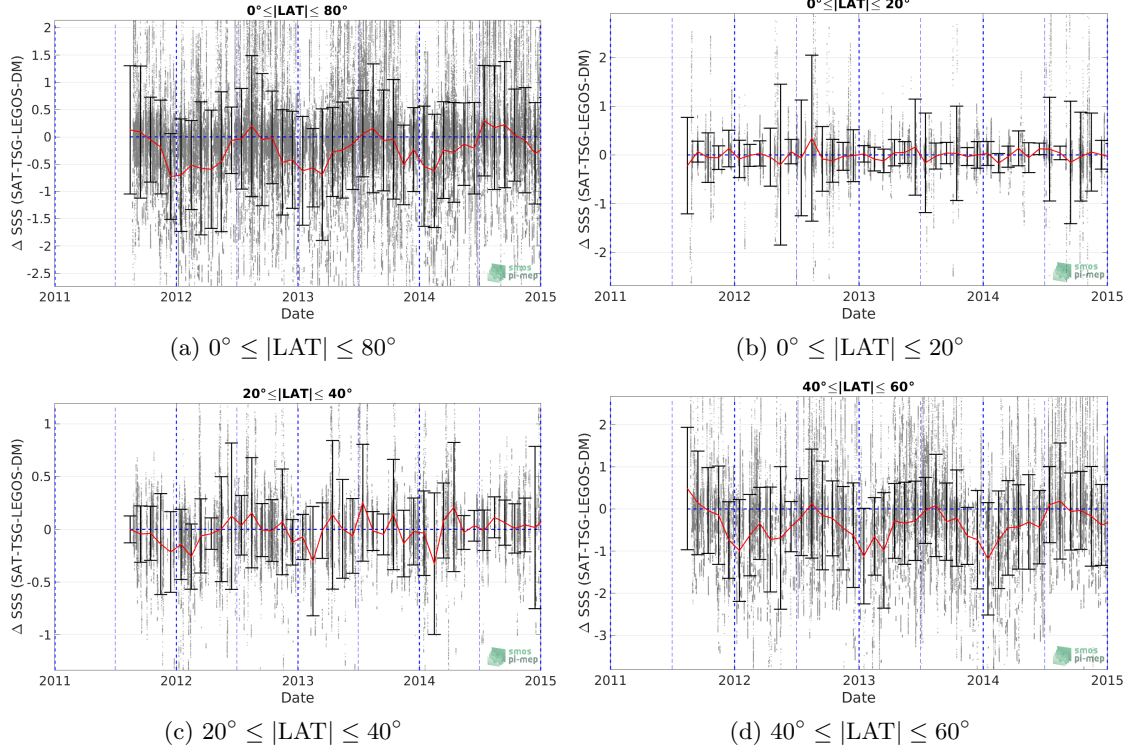 0°≤|LAT|≤ 80°
Δ SSS (SAT-TSG-LEGOS-DM)
2
1.5
1
0.5
0
-0.5
-1
-1.5
-2
-2.5
smos
pi-mep
2011 2012 2013 2014 2015
Date
(a) 0° ≤ |LAT| ≤ 80°
0°≤|LAT|≤ 20°
Δ SSS (SAT-TSG-LEGOS-DM)
2
1
0
-1
-2
smos
pi-mep
2011 2012 2013 2014 2015
Date
(b) 0° ≤ |LAT| ≤ 20°
20°≤|LAT|≤ 40°
Δ SSS (SAT-TSG-LEGOS-DM)
1
0.5
0
-0.5
-1
smos
pi-mep
2011 2012 2013 2014 2015
Date
(c) 20° ≤ |LAT| ≤ 40°
40°≤|LAT|≤ 60°
Δ SSS (SAT-TSG-LEGOS-DM)
2
1
0
-1
-2
-3
smos
pi-mep
2011 2012 2013 2014 2015
Date
(d) 40° ≤ |LAT| ≤ 60°